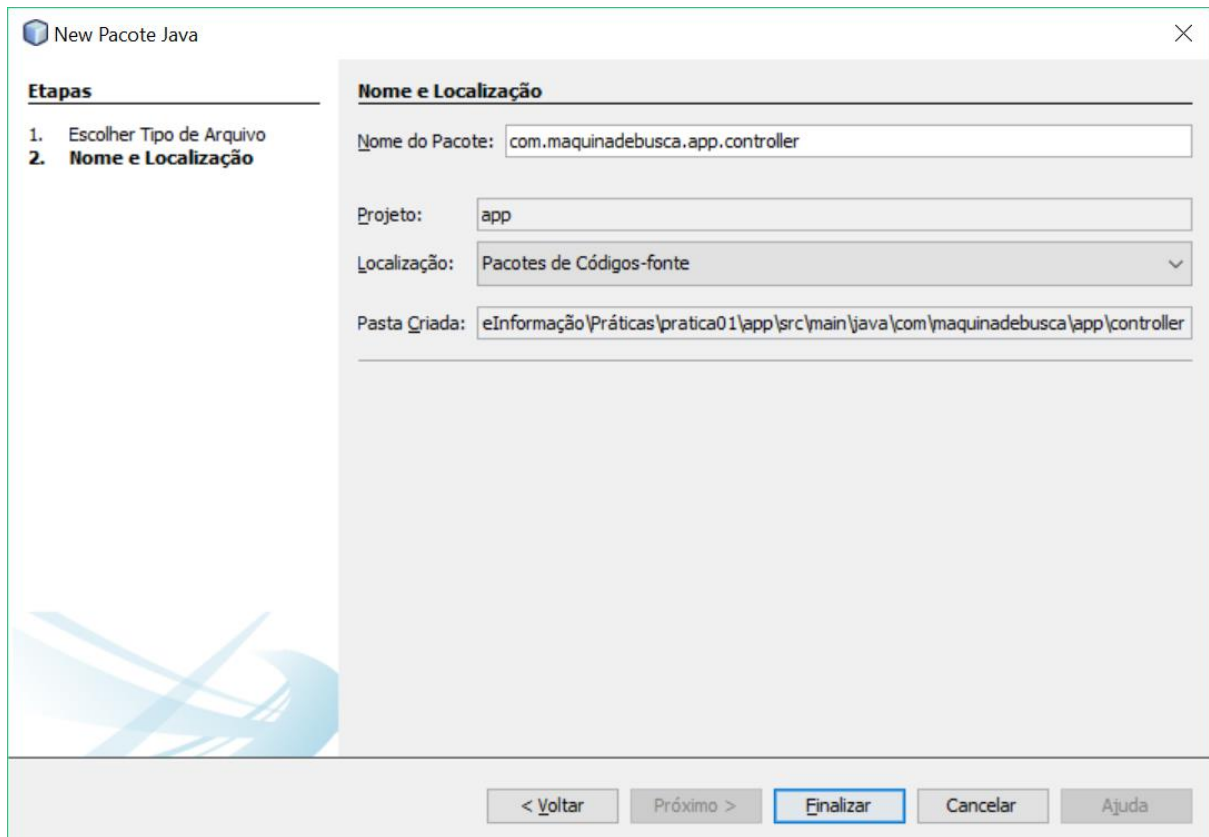 New Pacote Java
Etapas
1. Escolher Tipo de Arquivo
2. Nome e Localização
Nome e Localização
Nome do Pacote: com.maquinadebusca.app.controller
Projeto: app
Localização: Pacotes de Códigos-fonte
Pasta Criada: eInformação\Práticas\pratica01\app\src\main\java\com\maquinadebusca\app\controller
< Voltar Próximo > Finalizar Cancelar Ajuda